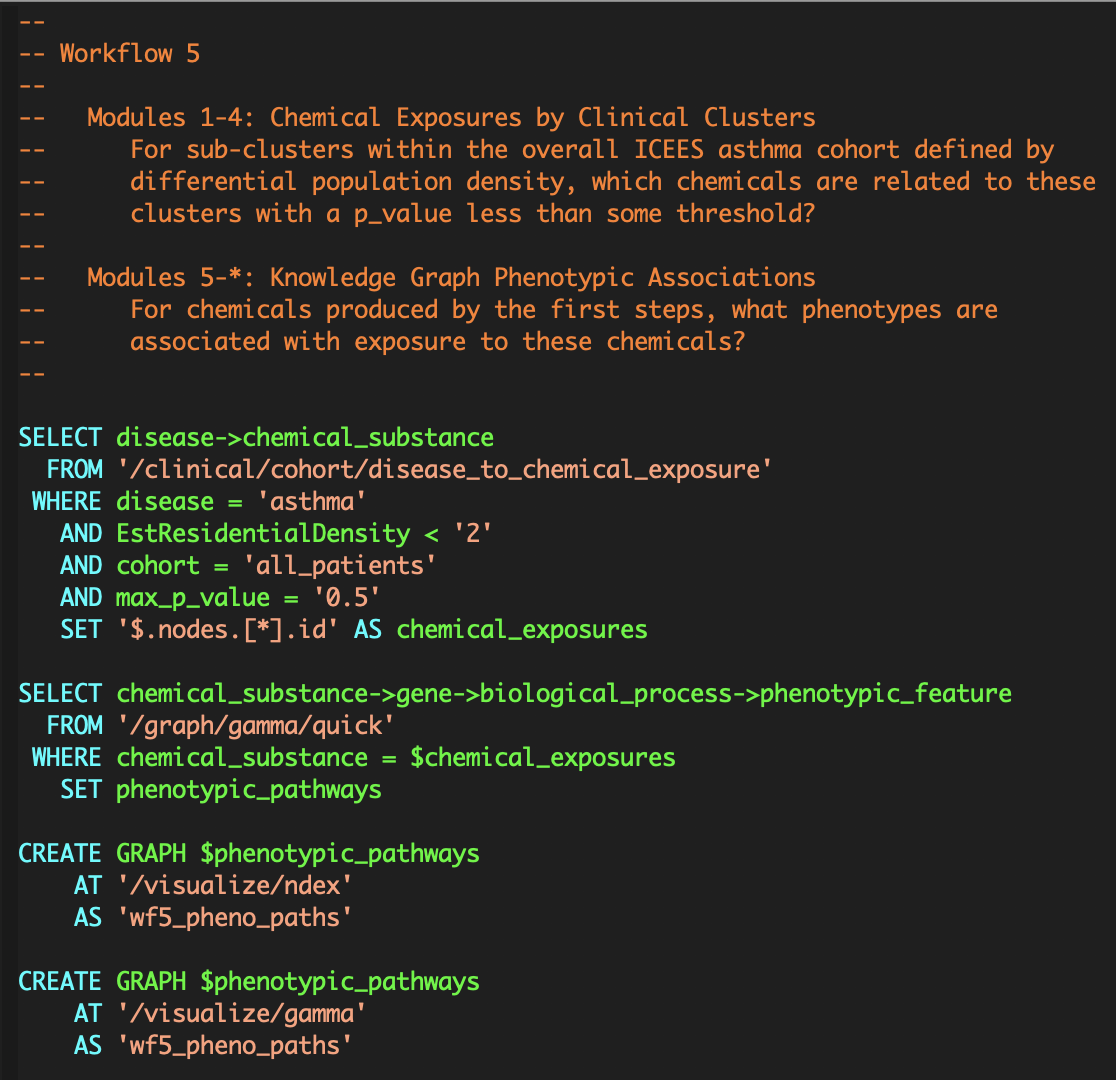 --
-- Workflow 5
--
--   Modules 1-4: Chemical Exposures by Clinical Clusters
--      For sub-clusters within the overall ICEES asthma cohort defined by
--      differential population density, which chemicals are related to these
--      clusters with a p_value less than some threshold?
--
--   Modules 5-*: Knowledge Graph Phenotypic Associations
--      For chemicals produced by the first steps, what phenotypes are
--      associated with exposure to these chemicals?
--

SELECT disease->chemical_substance
  FROM '/clinical/cohort/disease_to_chemical_exposure'
 WHERE disease = 'asthma'
   AND EstResidentialDensity < '2'
   AND cohort = 'all_patients'
   AND max_p_value = '0.5'
   SET '$.nodes.[*].id' AS chemical_exposures

SELECT chemical_substance->gene->biological_process->phenotypic_feature
  FROM '/graph/gamma/quick'
 WHERE chemical_substance = $chemical_exposures
   SET phenotypic_pathways

CREATE GRAPH $phenotypic_pathways
    AT '/visualize/ndex'
    AS 'wf5_pheno_paths'

CREATE GRAPH $phenotypic_pathways
    AT '/visualize/gamma'
    AS 'wf5_pheno_paths'